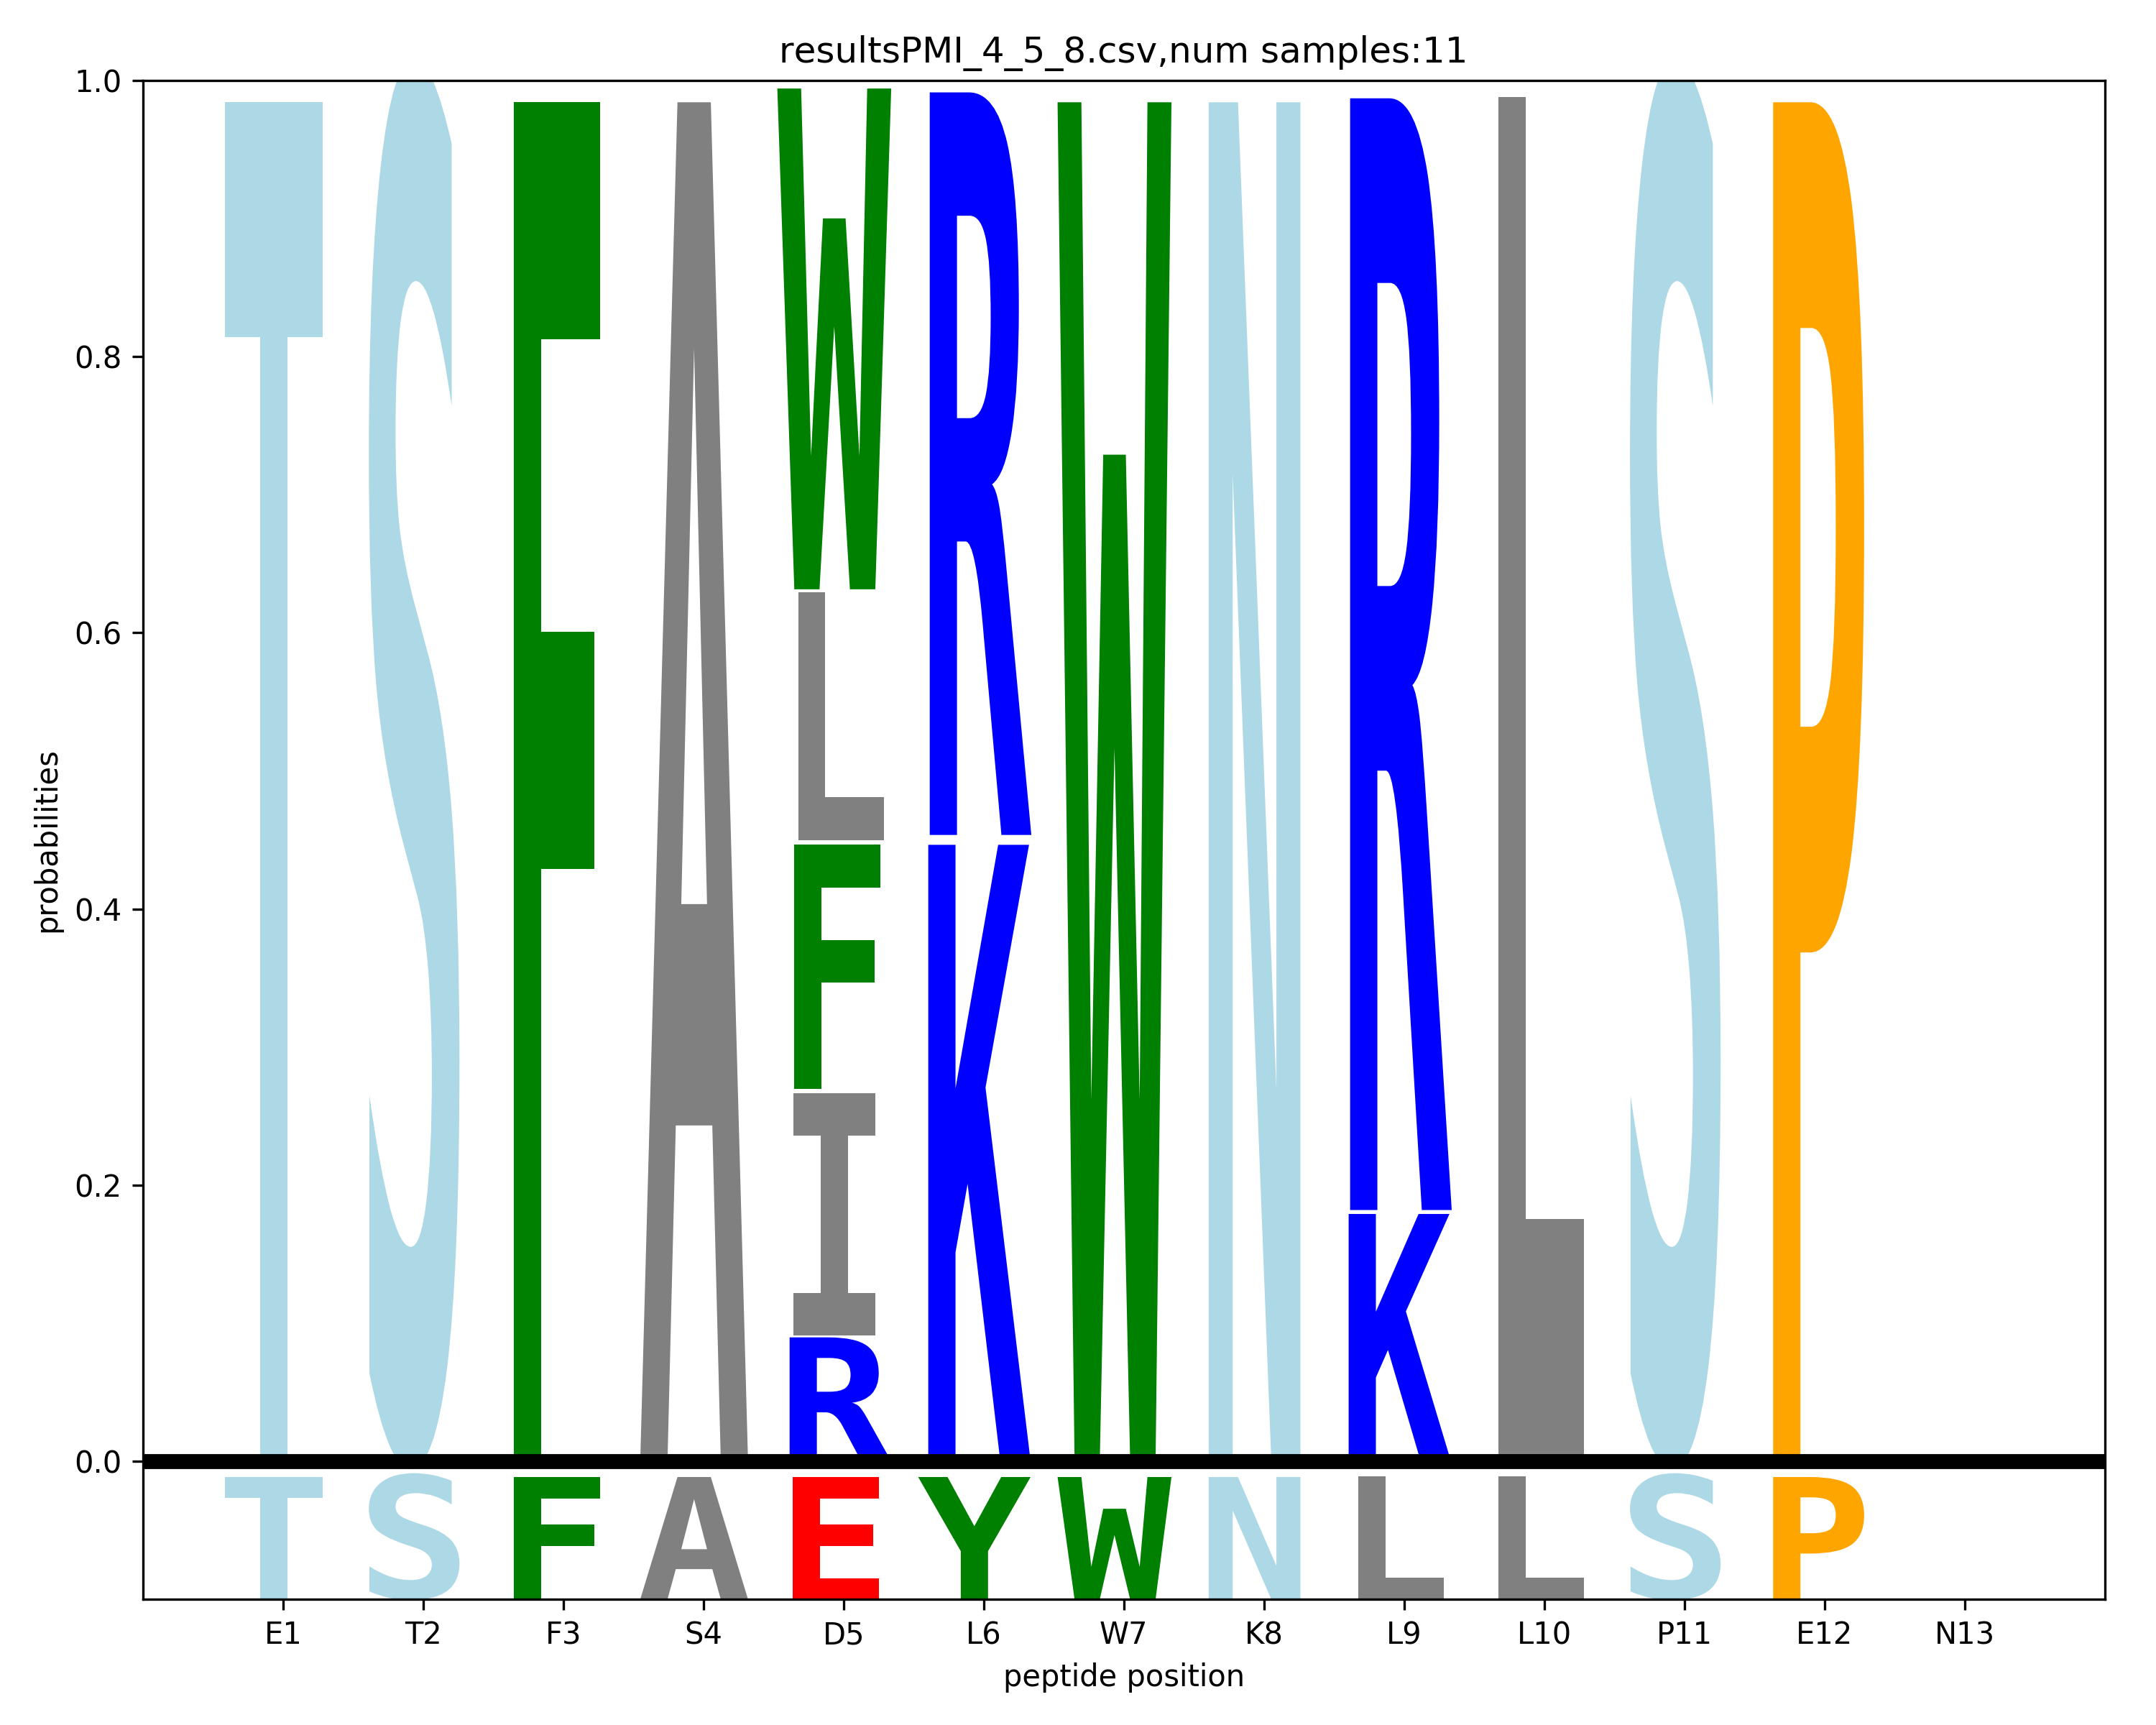 resultsPMI_4_5_8.csv,num samples:11
1.0
0.8
0.6
0.4
0.2
0.0
probabilities
T S F A W R W N R L S P
L K K
F
I
R
T S F A E Y W N L L S P
E1 T2 F3 S4 D5 L6 W7 K8 L9 L10 P11 E12 N13
peptide position